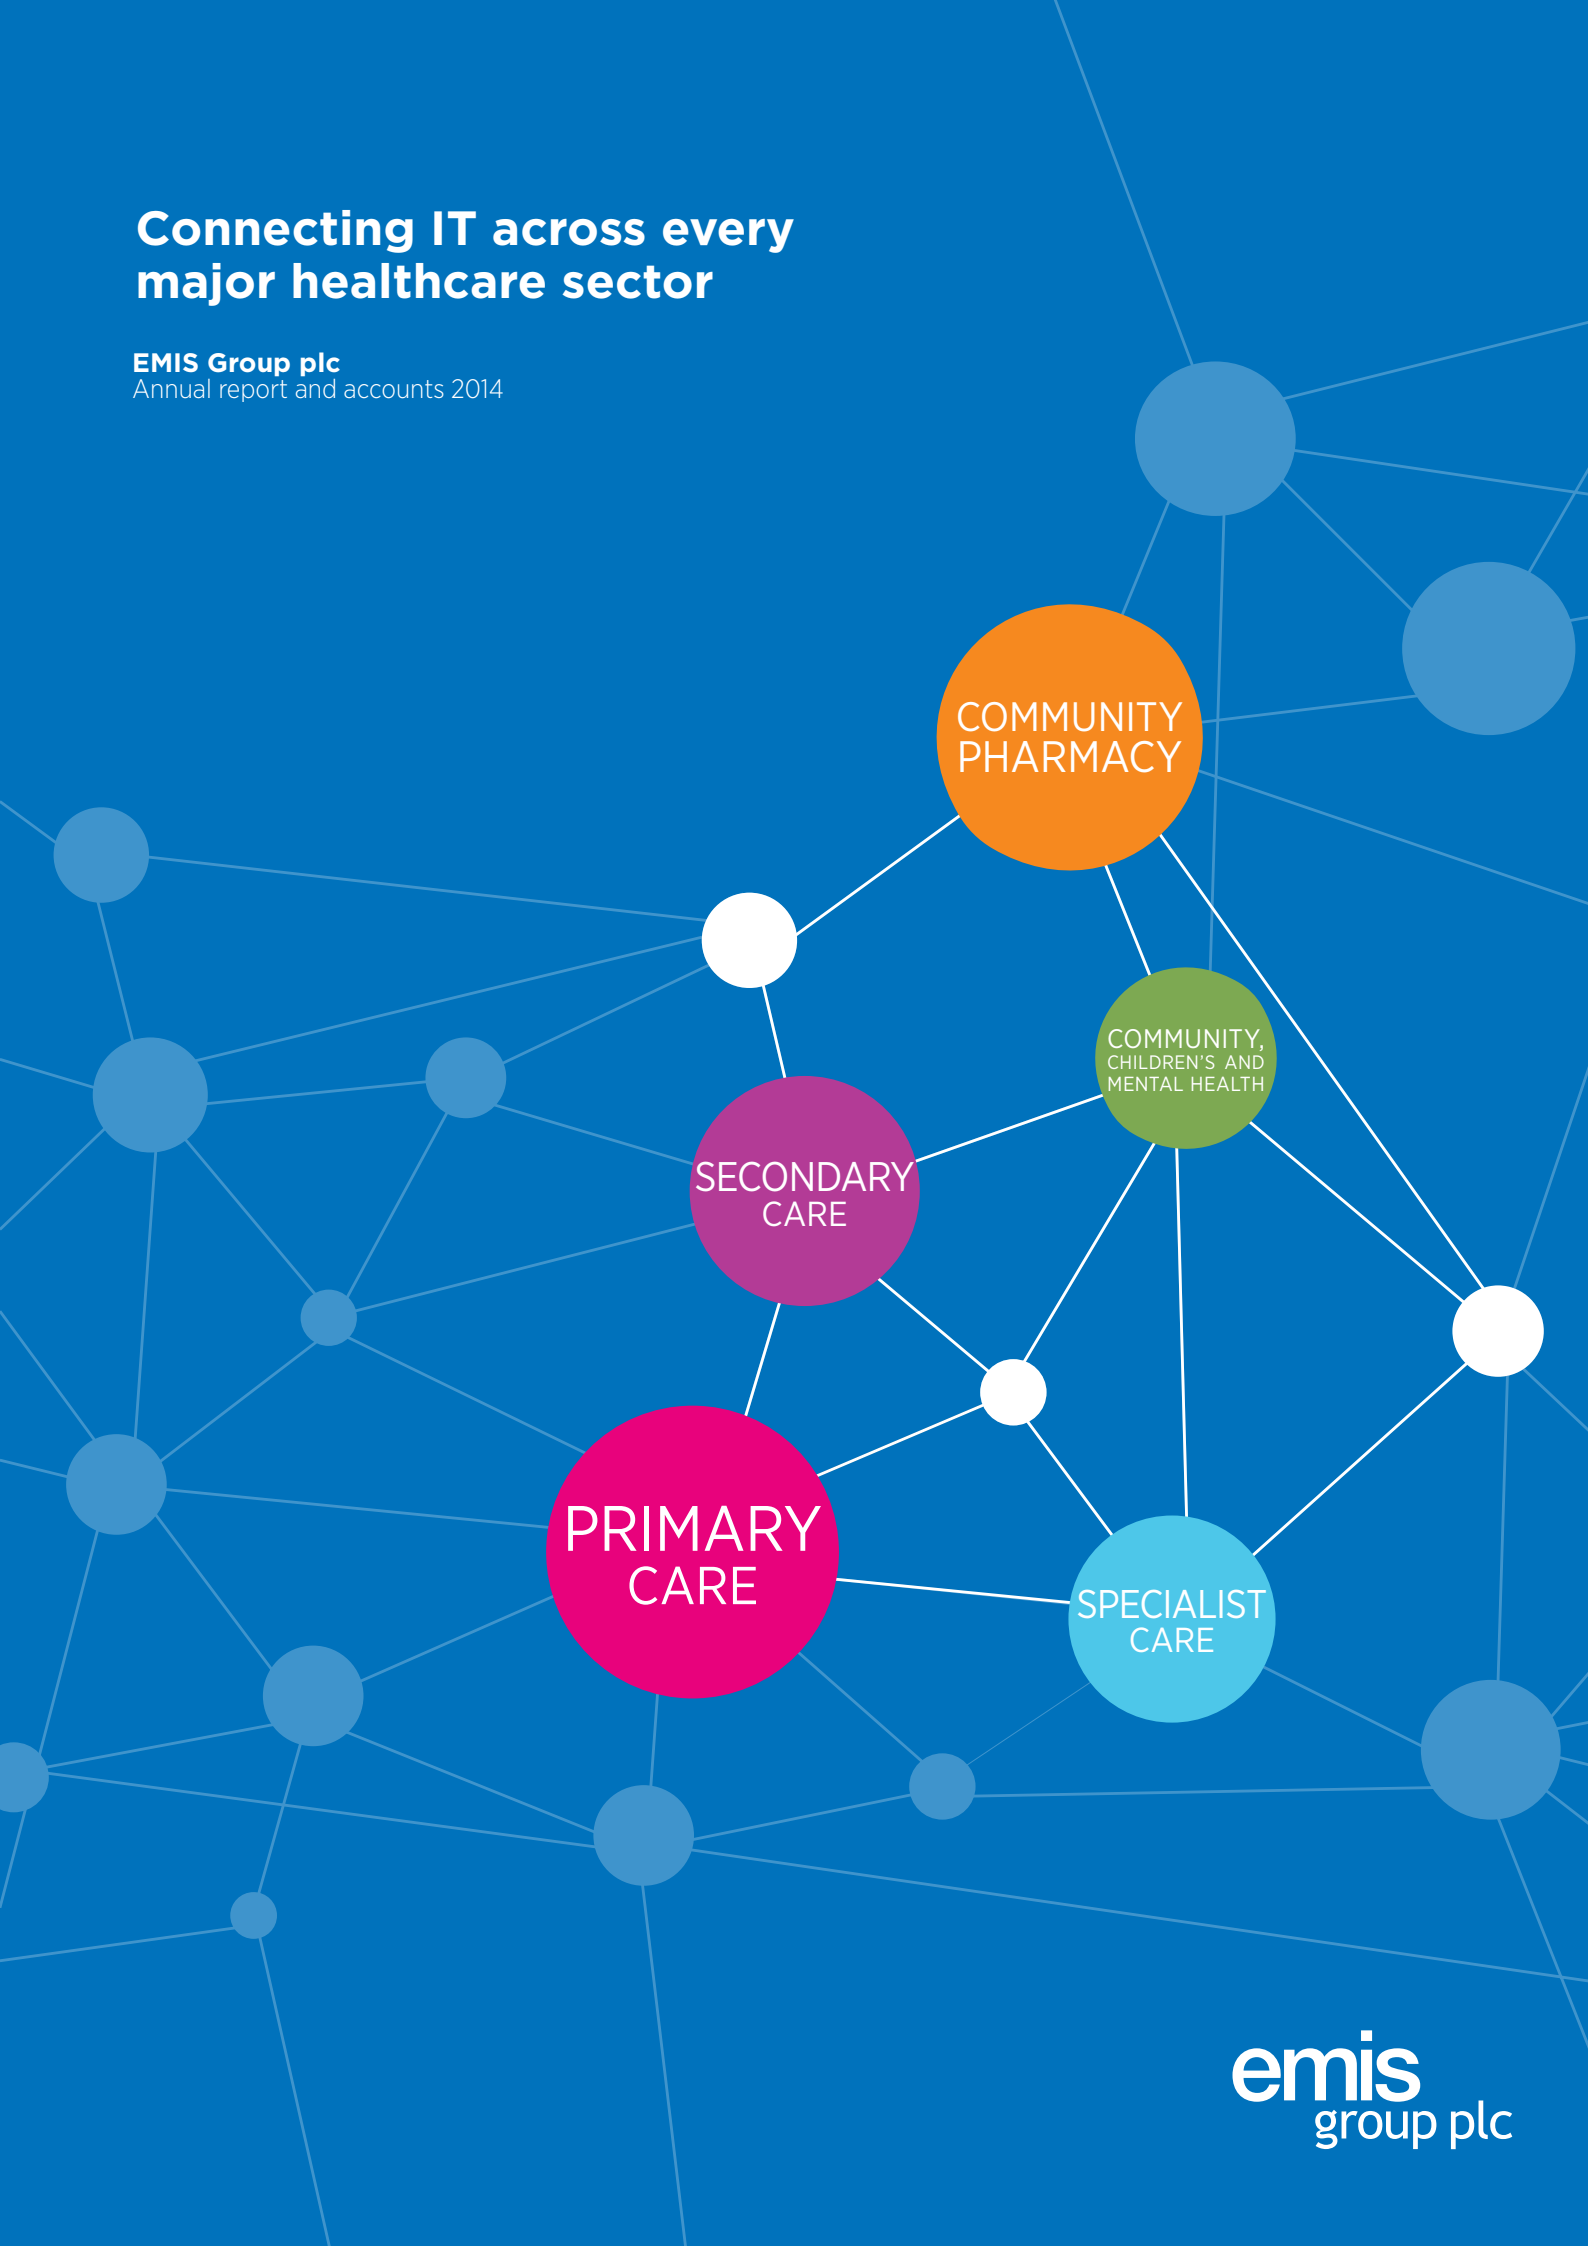 Connecting IT across every
major healthcare sector
EMIS Group plc
Annual report and accounts 2014
COMMUNITY
PHARMACY
COMMUNITY,
CHILDREN'S AND
MENTAL HEALTH
SECONDARY
CARE
PRIMARY
CARE
SPECIALIST
CARE
emis
group plc